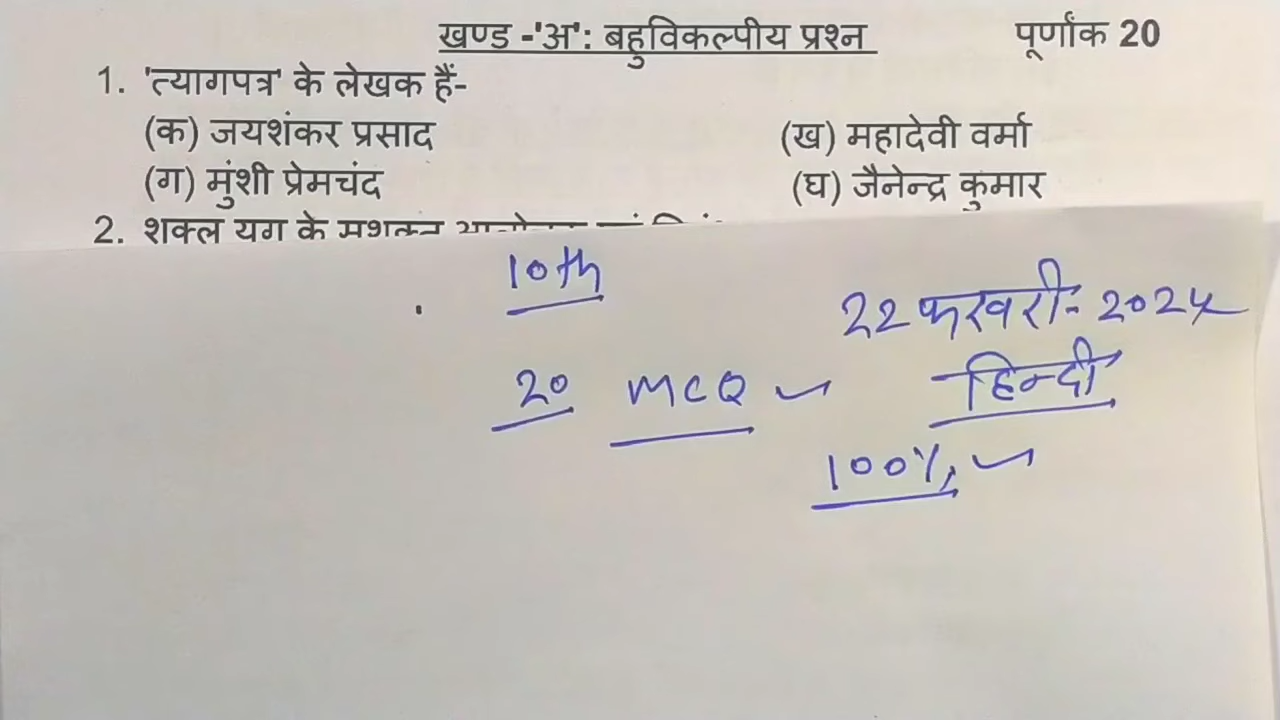 खण्ड -'अ': बहुविकल्पीय प्रश्न पूर्णांक 20
1. 'त्यागपत्र' के लेखक हैं-
(क) जयशंकर प्रसाद (ख) महादेवी वर्मा
(ग) मुंशी प्रेमचंद (घ) जैनेन्द्र कुमार
2. शुक्ल युग के
10th
22 फरवरी - 2024
20 MCQ हिन्दी
100%